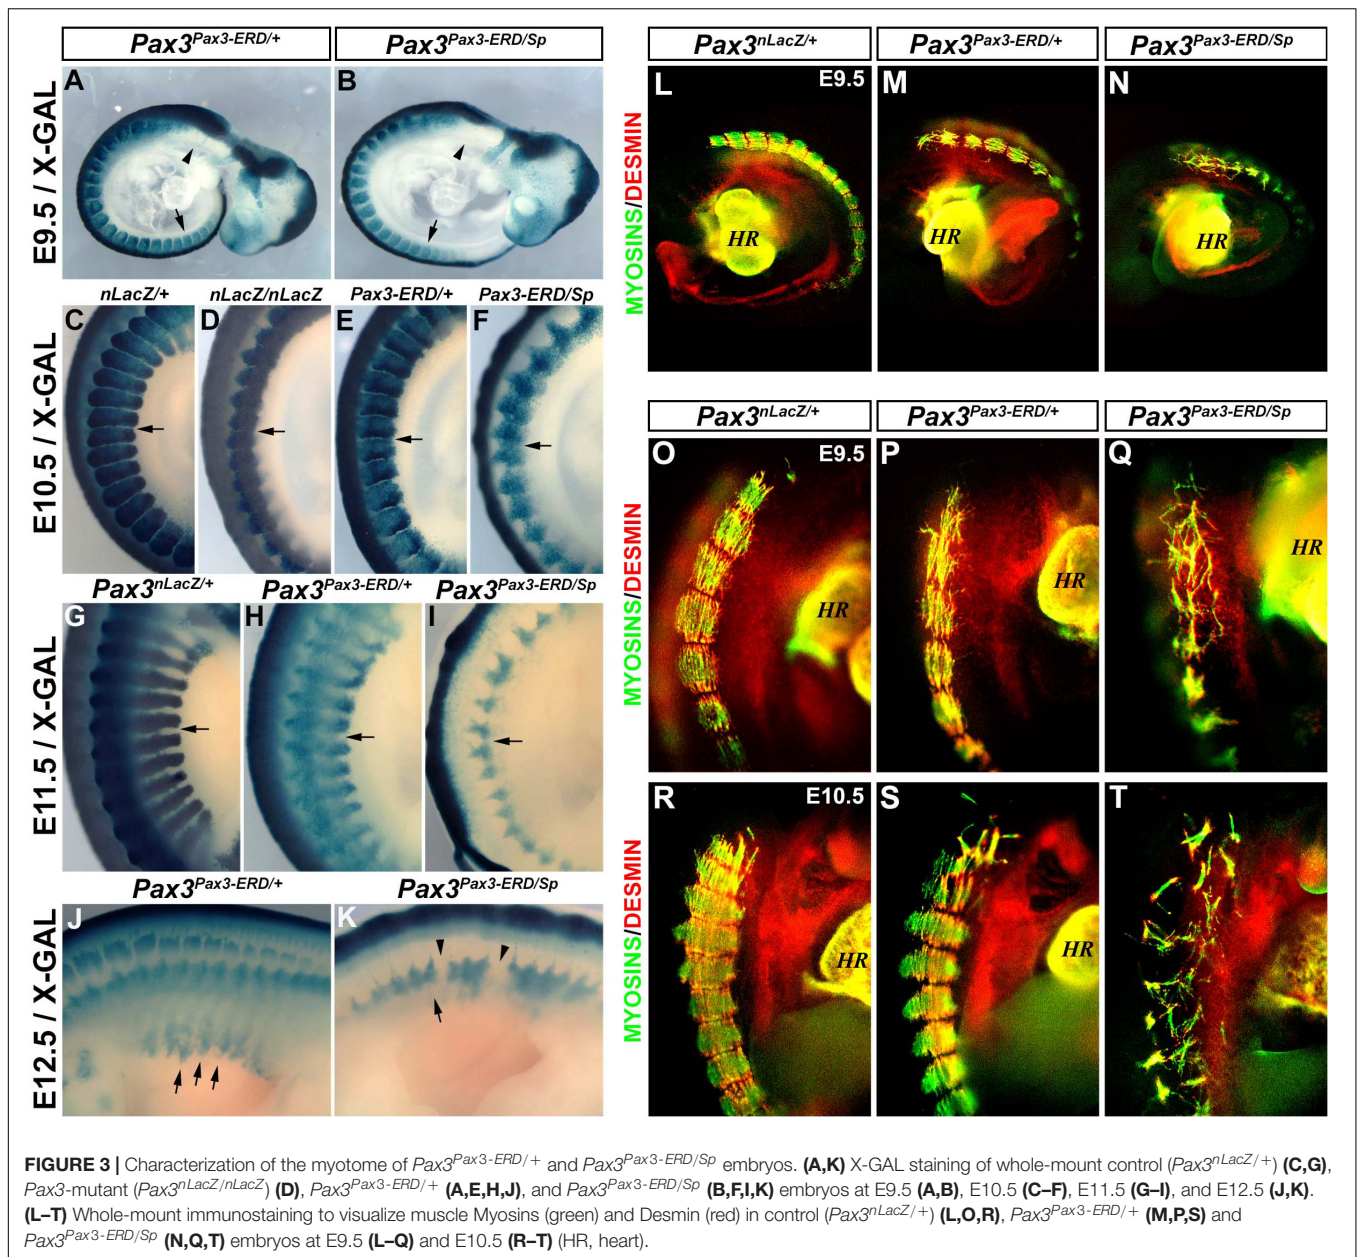 Pax3Pax3-ERD/+
Pax3Pax3-ERD/Sp
E9.5 / X-GAL
A
B
nLacZ/+
nLacZ/nLacZ
Pax3-ERD/+
Pax3-ERD/Sp
E10.5 / X-GAL
C
D
E
F
Pax3nLacZ/+
Pax3Pax3-ERD/+
Pax3Pax3-ERD/Sp
E11.5 / X-GAL
G
H
I
Pax3Pax3-ERD/+
Pax3Pax3-ERD/Sp
E12.5 / X-GAL
J
K
Pax3nLacZ/+
Pax3Pax3-ERD/+
Pax3Pax3-ERD/Sp
MYOSINS/DESMIN
L
E9.5
M
N
HR
HR
HR
Pax3nLacZ/+
Pax3Pax3-ERD/+
Pax3Pax3-ERD/Sp
MYOSINS/DESMIN
O
E9.5
P
Q
HR
HR
HR
MYOSINS/DESMIN
R
E10.5
S
T
HR
HR
FIGURE 3 | Characterization of the myotome of Pax3Pax3-ERD/+ and Pax3Pax3-ERD/Sp embryos. (A,K) X-GAL staining of whole-mount control (Pax3nLacZ/+) (C,G),
Pax3-mutant (Pax3nLacZ/nLacZ) (D), Pax3Pax3-ERD/+ (A,E,H,J), and Pax3Pax3-ERD/Sp (B,F,I,K) embryos at E9.5 (A,B), E10.5 (C–F), E11.5 (G–I), and E12.5 (J,K).
(L–T) Whole-mount immunostaining to visualize muscle Myosins (green) and Desmin (red) in control (Pax3nLacZ/+) (L,O,R), Pax3Pax3-ERD/+ (M,P,S) and
Pax3Pax3-ERD/Sp (N,Q,T) embryos at E9.5 (L–Q) and E10.5 (R–T) (HR, heart).